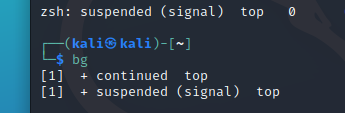 zsh: suspended (signal)  top   0
┌──(kali㉿kali)-[~]
└─$ bg
[1]  + continued  top
[1]  + suspended (signal)  top